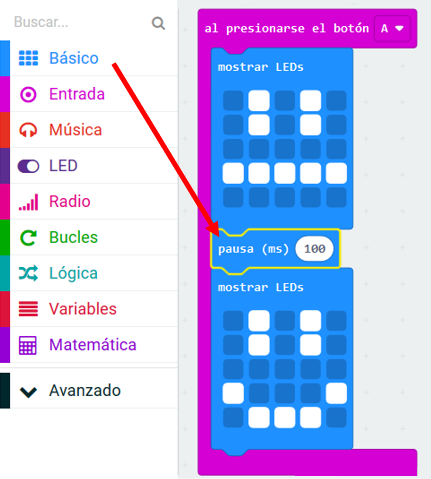 Buscar...
Básico
Entrada
Música
LED
Radio
Bucles
Lógica
Variables
Matemática
Avanzado
al presionarse el botón A
mostrar LEDs
pausa (ms) 100
mostrar LEDs